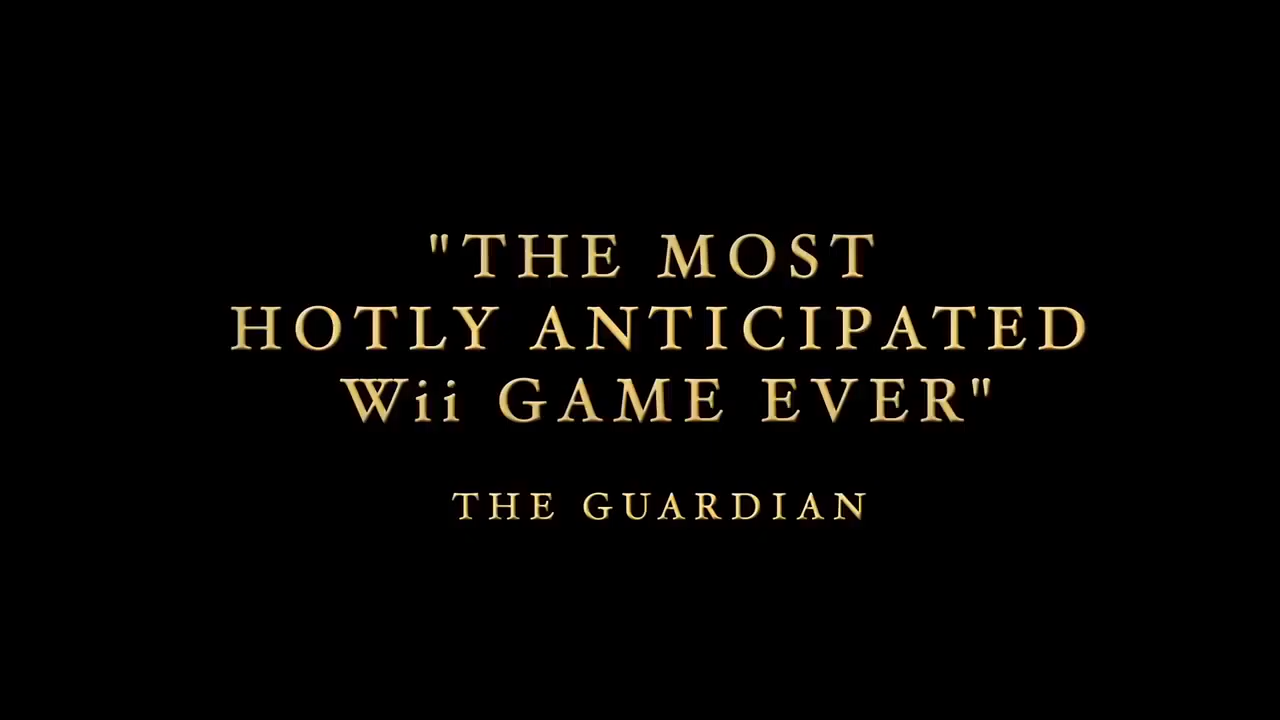 "THE MOST
HOTLY ANTICIPATED
Wii GAME EVER"
THE GUARDIAN